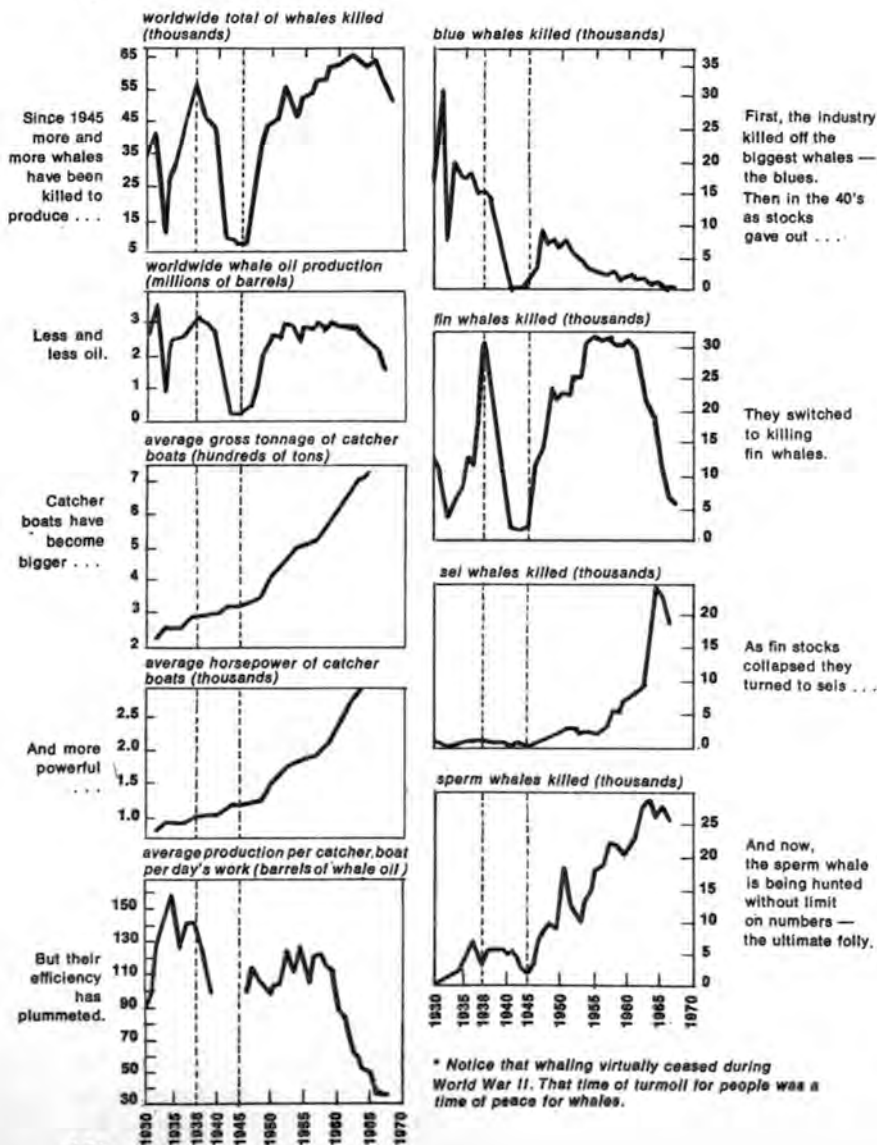 worldwide total of whales killed
(thousands)
65
55
45
35
25
15
5
Since 1945
more and
more whales
have been
killed to
produce . . .
worldwide whale oil production
(millions of barrels)
3
2
1
0
Less and
less oil.
average gross tonnage of catcher
boats (hundreds of tons)
7
6
5
4
3
2
Catcher
boats have
become
bigger . . .
average horsepower of catcher
boats (thousands)
2.5
2.0
1.5
1.0
And more
powerful
. . .
average production per catcher boat
per day's work (barrels of whale oil)
150
130
110
90
70
50
30
But their
efficiency
has
plummeted.
1930
1935
1938
1940
1945
1950
1955
1960
1965
1970
blue whales killed (thousands)
35
30
25
20
15
10
5
0
First, the industry
killed off the
biggest whales —
the blues.
Then in the 40's
as stocks
gave out . . .
fin whales killed (thousands)
30
25
20
15
10
5
0
They switched
to killing
fin whales.
sei whales killed (thousands)
20
15
10
5
0
As fin stocks
collapsed they
turned to seis . . .
sperm whales killed (thousands)
25
20
15
10
5
0
And now,
the sperm whale
is being hunted
without limit
on numbers —
the ultimate folly.
1930
1935
1938
1940
1945
1950
1955
1960
1965
1970
* Notice that whaling virtually ceased during
World War II. That time of turmoil for people was a
time of peace for whales.